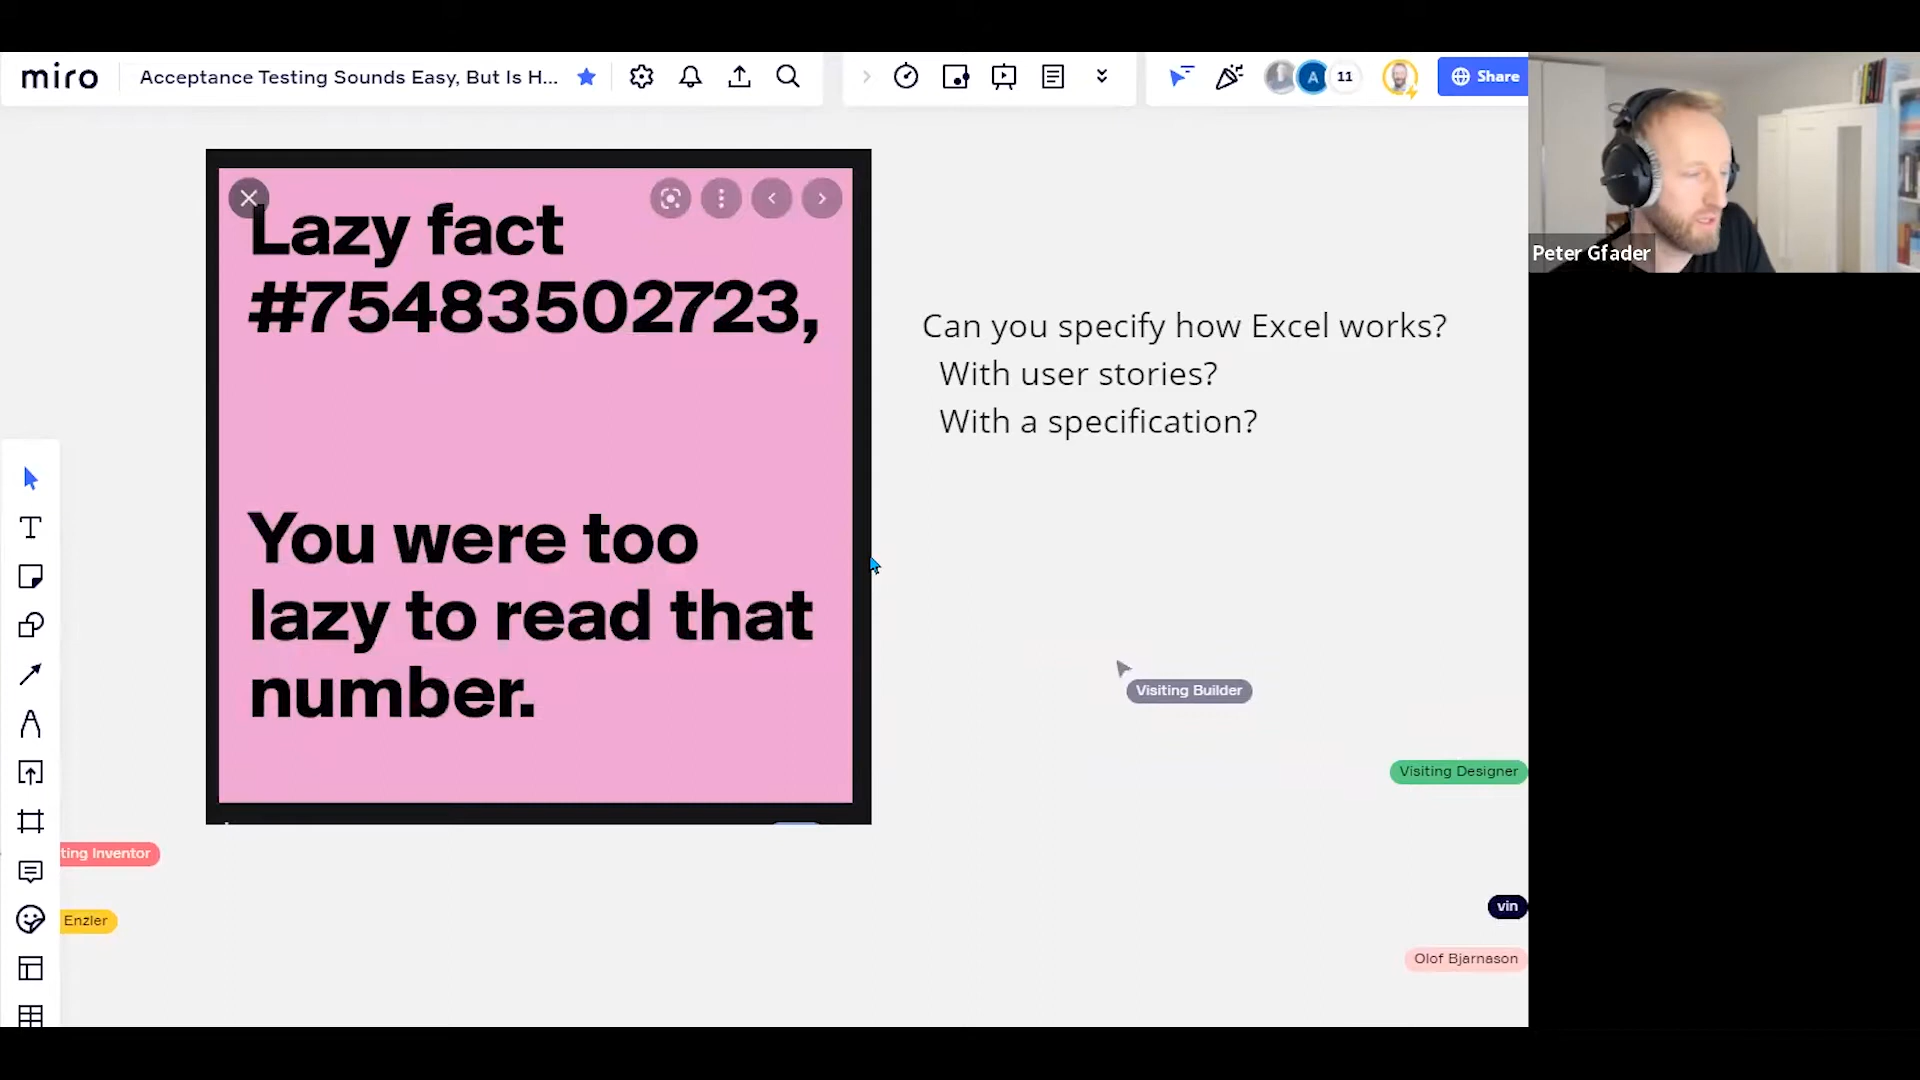 miro
Acceptance Testing Sounds Easy, But Is H...
A
11
Share
Peter Gfader
Lazy fact
#75483502723,
You were too
lazy to read that
number.
Can you specify how Excel works?
With user stories?
With a specification?
Visiting Builder
Visiting Designer
ting Inventor
Enzler
vin
Olof Bjarnason